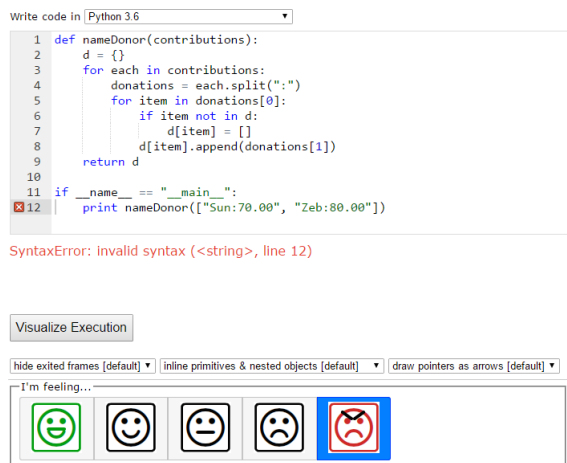 Write code in Python 3.6
1 def nameDonor(contributions):
2     d = {}
3     for each in contributions:
4         donations = each.split(":")
5         for item in donations[0]:
6             if item not in d:
7                 d[item] = []
8             d[item].append(donations[1])
9     return d
10
11 if __name__ == "__main__":
12     print nameDonor(["Sun:70.00", "Zeb:80.00"])
SyntaxError: invalid syntax (<string>, line 12)
Visualize Execution
hide exited frames [default] inline primitives & nested objects [default] draw pointers as arrows [default]
I'm feeling...